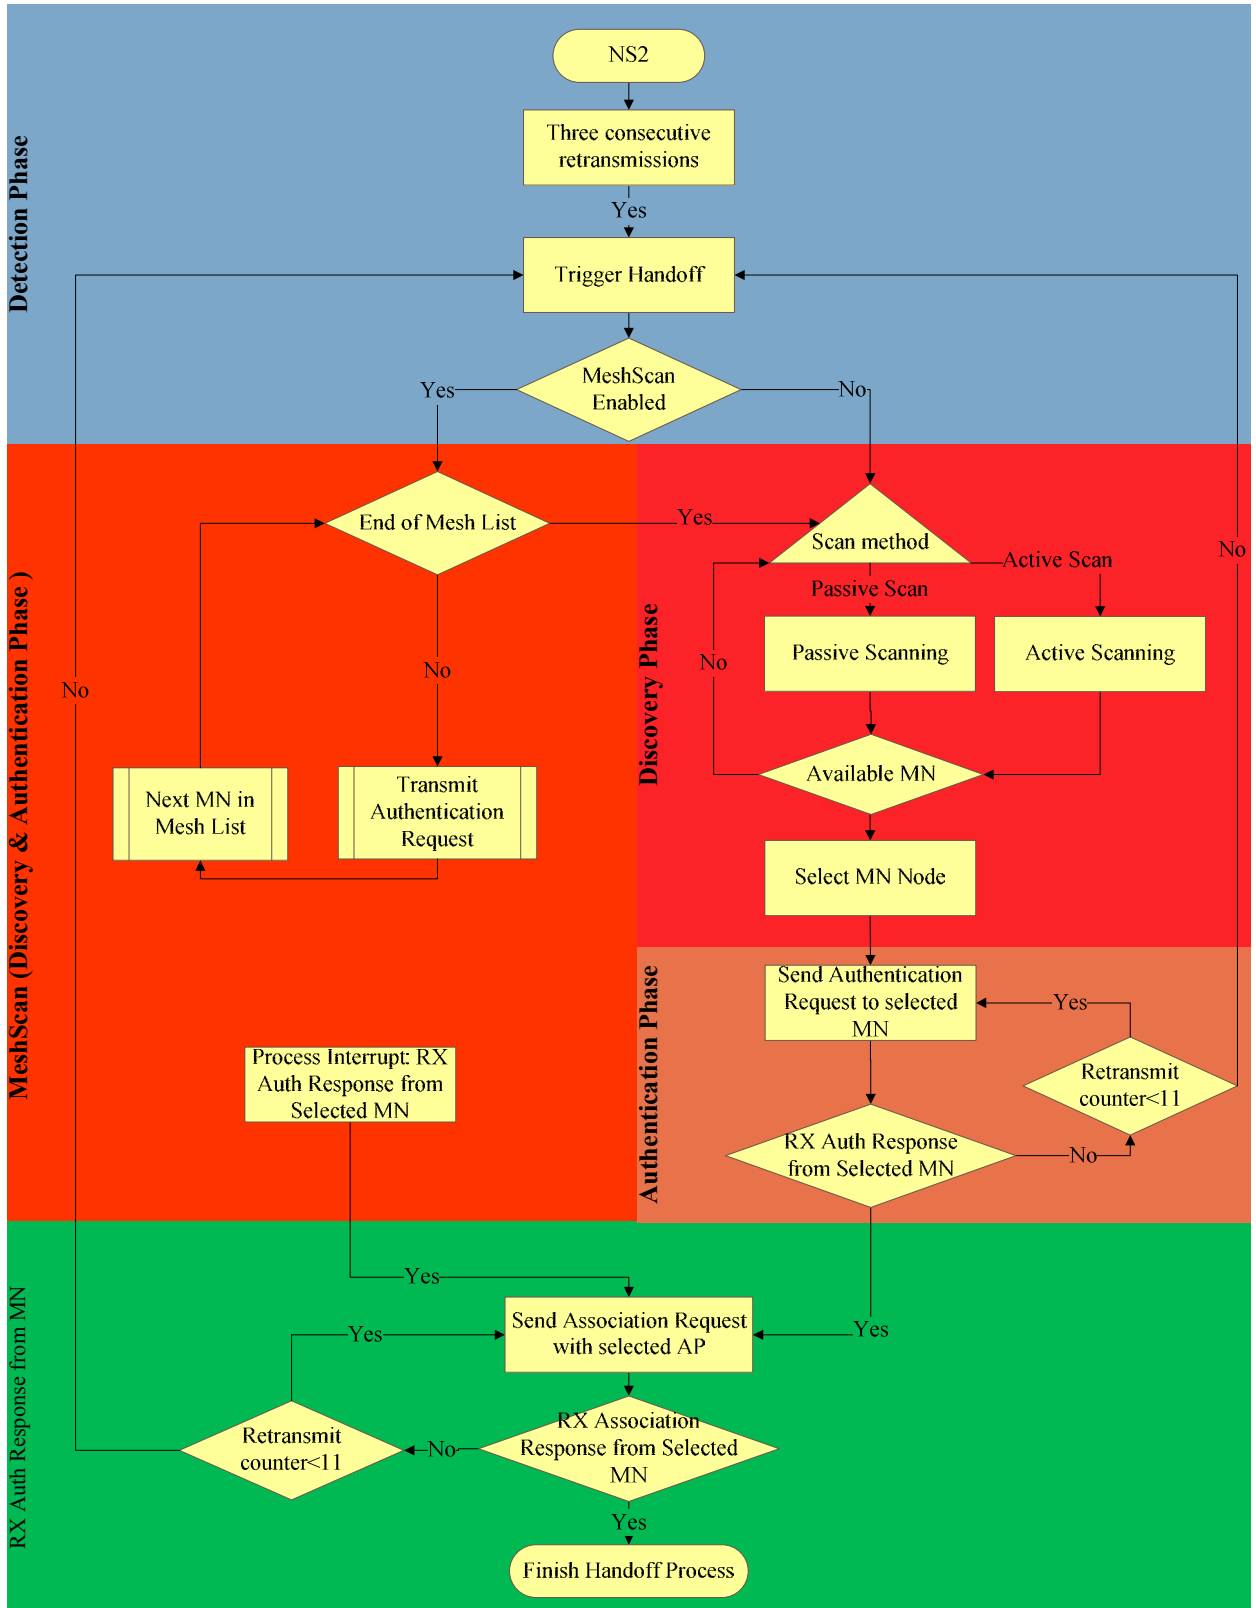 NS2
Three consecutive
retransmissions
Yes
Detection Phase
Trigger Handoff
MeshScan
Enabled
Yes
No
End of Mesh List
Yes
Scan method
No
Active Scan
Passive Scan
MeshScan (Discovery & Authentication Phase )
Discovery Phase
Passive Scanning
Active Scanning
No
No
No
Available MN
Next MN in
Mesh List
Transmit
Authentication
Request
Select MN Node
Authentication Phase
Send Authentication
Request to selected
MN
Yes
Process Interrupt: RX
Auth Response from
Selected MN
Retransmit
counter<11
RX Auth Response
from Selected MN
No
Yes
RX Auth Response from MN
Send Association Request
with selected AP
Yes
Yes
RX Association
Response from Selected
MN
Retransmit
counter<11
No
Yes
Finish Handoff Process